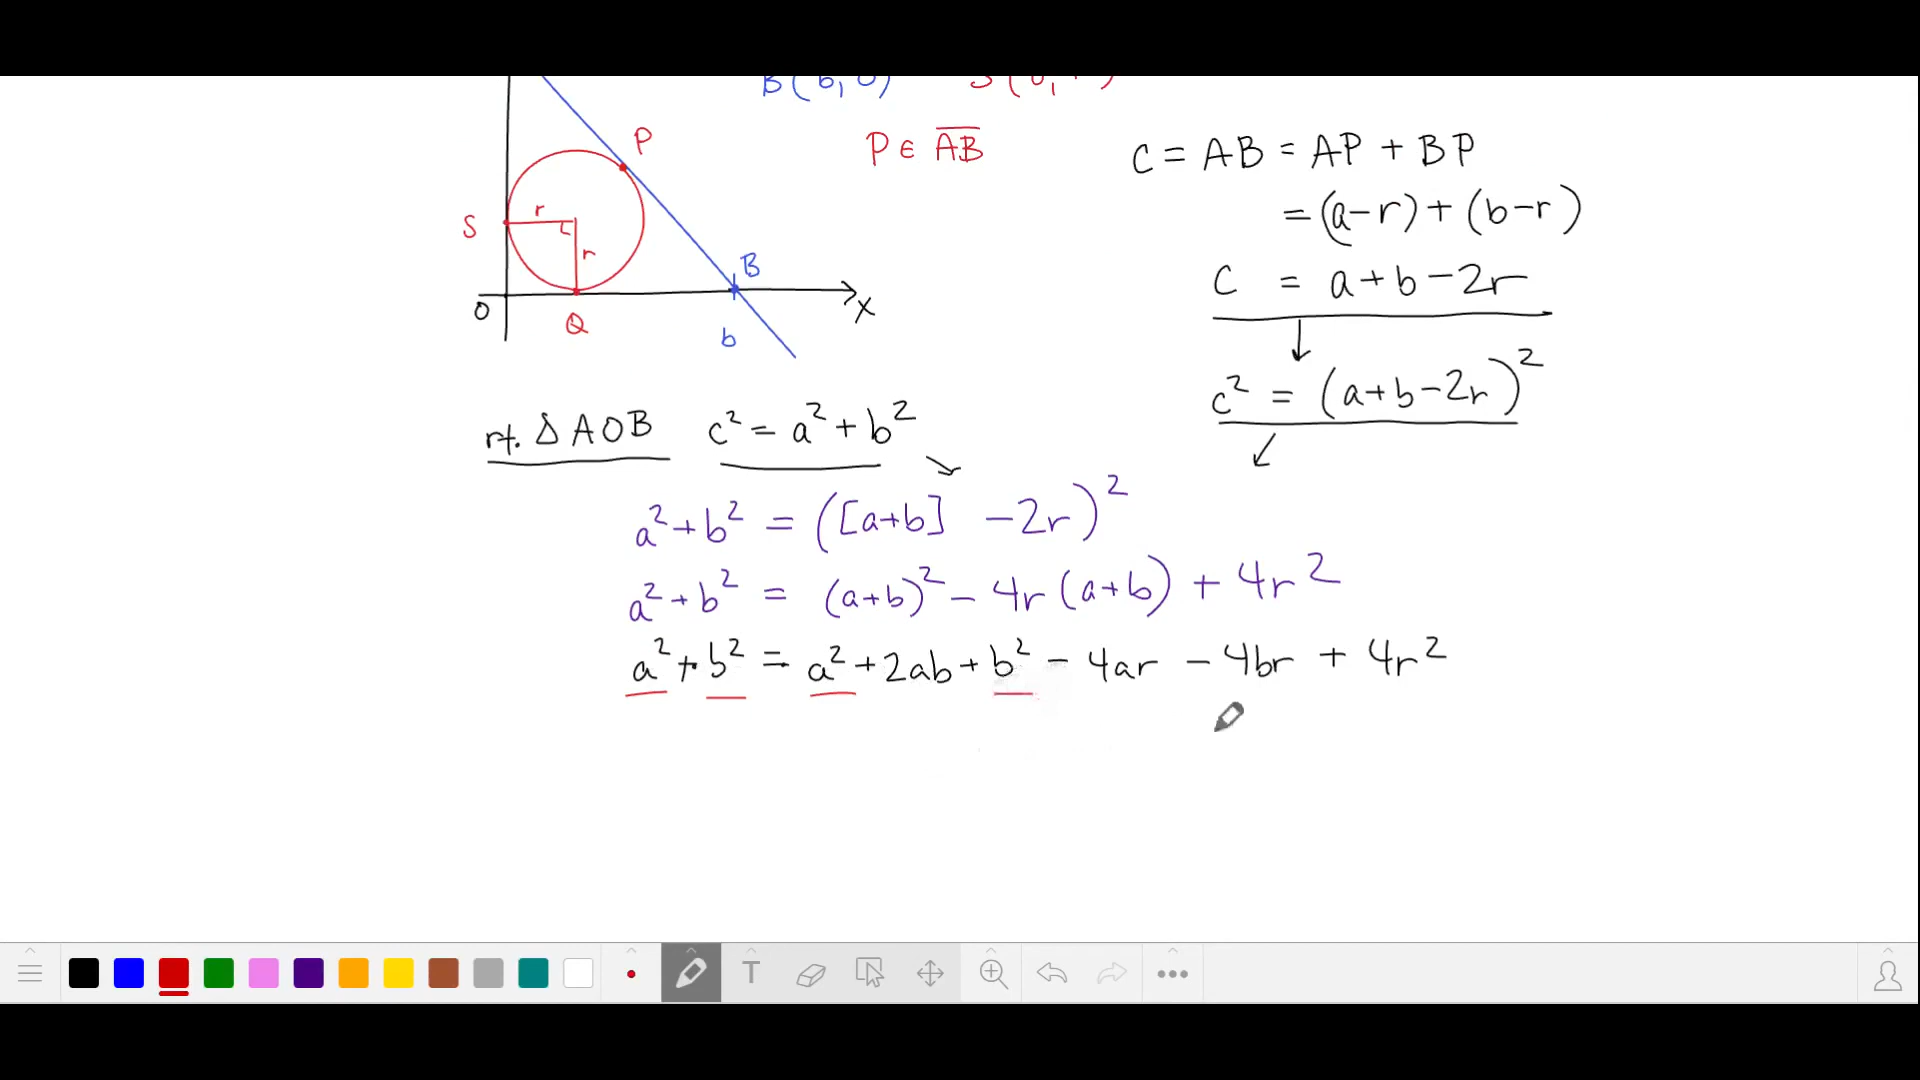 B(b,0)
P
P ∈ AB
C = AB = AP + BP
= (a-r) + (b-r)
S
r
r
B
C = a+b-2r
O
Q
b
X
c² = (a+b-2r)²
rt. Δ AOB c² = a² + b²
a² + b² = ([a+b] -2r)²
a² + b² = (a+b)² - 4r(a+b) + 4r²
a² + b² = a² + 2ab + b² - 4ar - 4br + 4r²
T